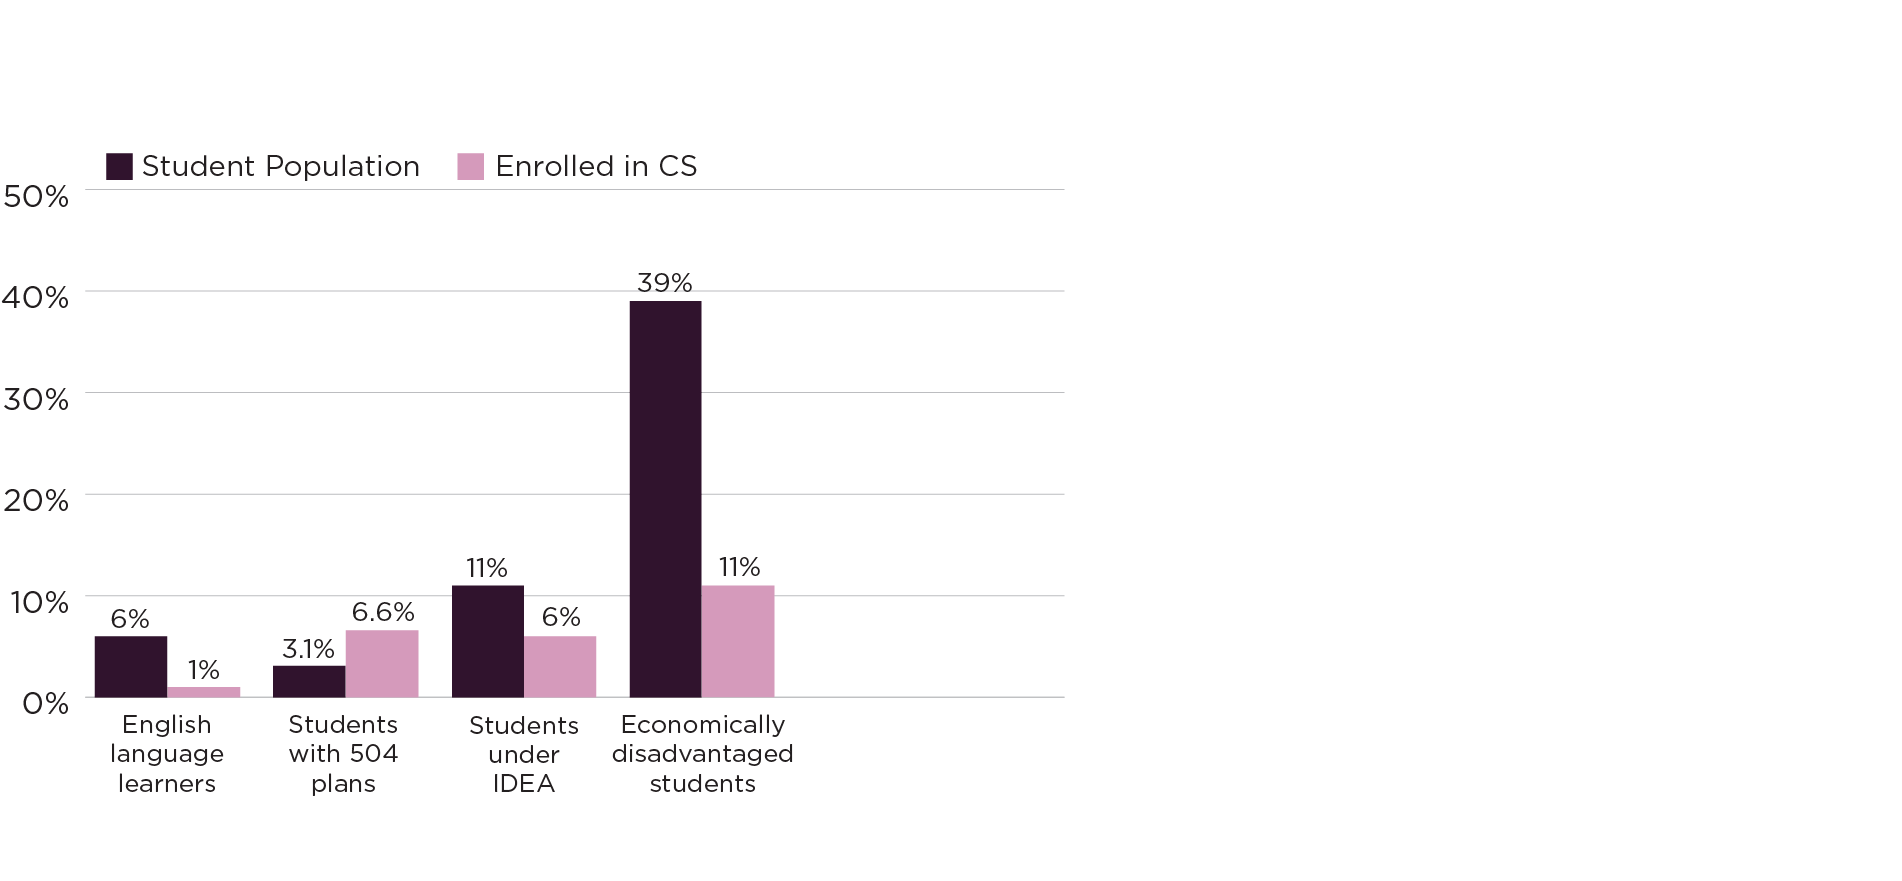 Student Population Enrolled in CS
50%
40%
30%
20%
10%
0%
6%
1%
3.1%
6.6%
11%
6%
39%
11%
English
language
learners
Students
with 504
plans
Students
under
IDEA
Economically
disadvantaged
students